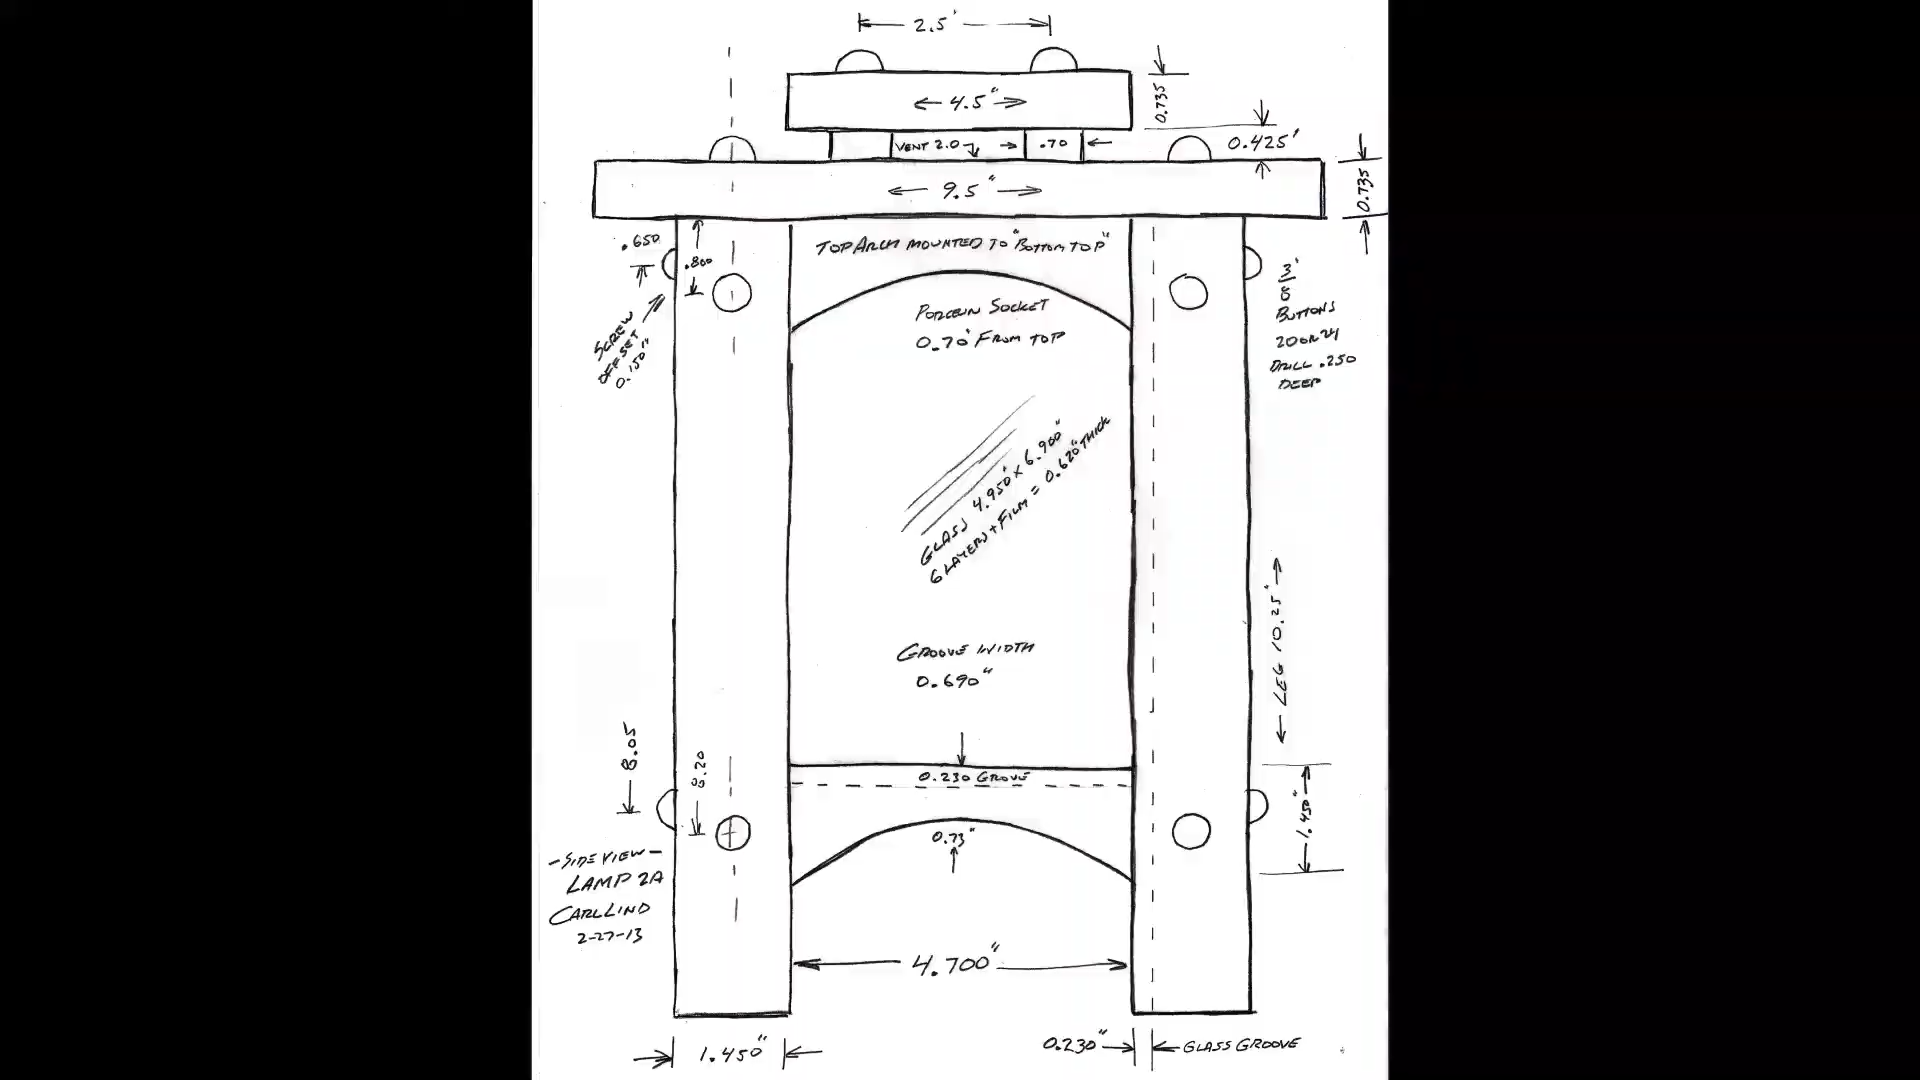 2.5'
4.5"
0.735
VENT 2.0
.70
0.425'
9.5"
0.735
.650
.800
TOP ARCH MOUNTED TO "BOTTOM TOP"
PORCELIN SOCKET
0.70' FROM TOP
SCREW
OFFSET
0.150"
3'
8
BUTTONS
20 OR 24
DRILL .250
DEEP
GLASS 4.950" x 6.900"
6 LAYERS + FILM = 0.620" THICK
LEG 10.25"
GROOVE WIDTH
0.690"
8.05
8.20
0.230 GROVE
1.450"
0.73"
-SIDE VIEW-
LAMP 2A
CARL LIND
2-27-13
4.700"
1.450"
0.230"
GLASS GROOVE